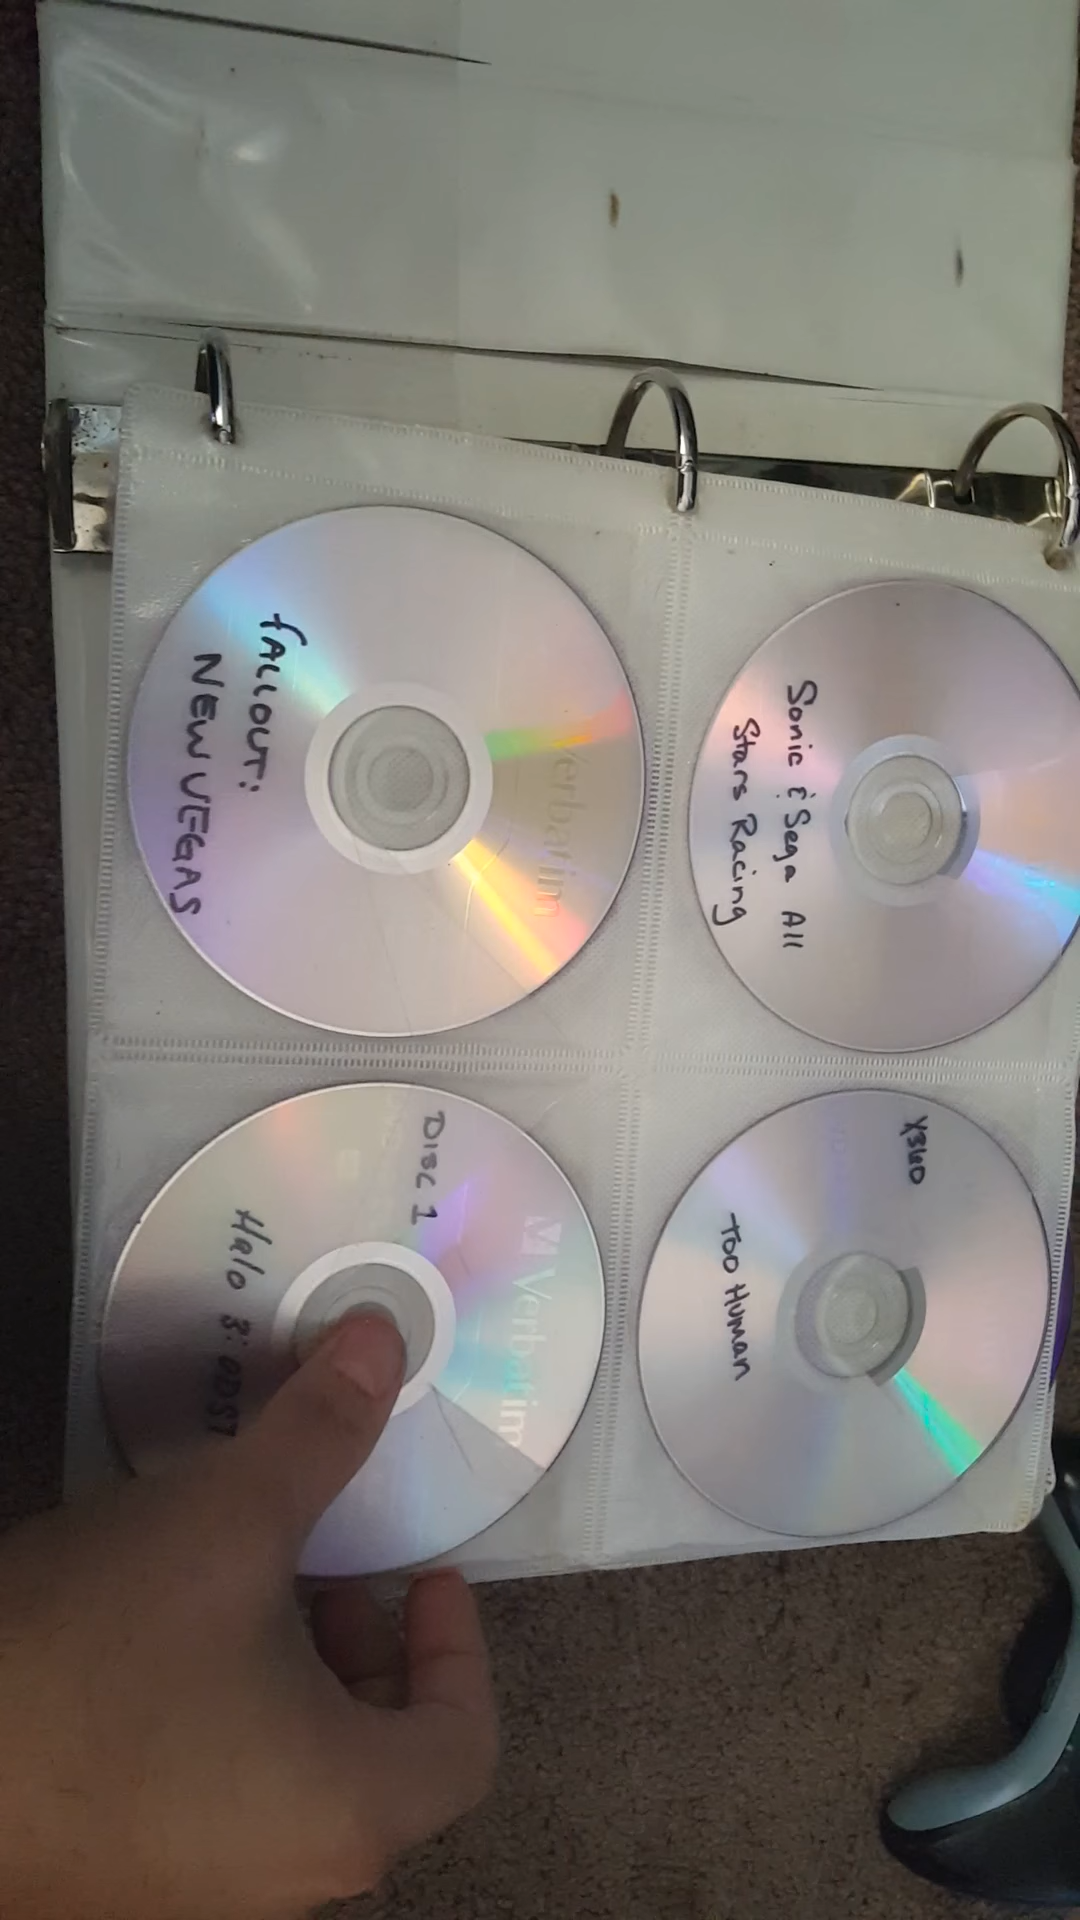 fALLOUT:
NEW VEGAS
Verbatim
Sonic & Sega All
Stars Racing
DISC 1
Halo 3: ODST
Verbatim
X360
TOO HUMAN